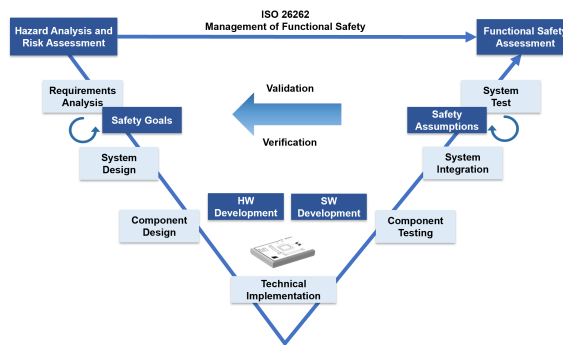 ISO 26262
Management of Functional Safety
Hazard Analysis and
Risk Assessment
Functional Safety
Assessment
Requirements
Analysis
Safety Goals
System
Design
Component
Design
Validation
Verification
HW
Development
SW
Development
Technical
Implementation
System
Test
Safety
Assumptions
System
Integration
Component
Testing